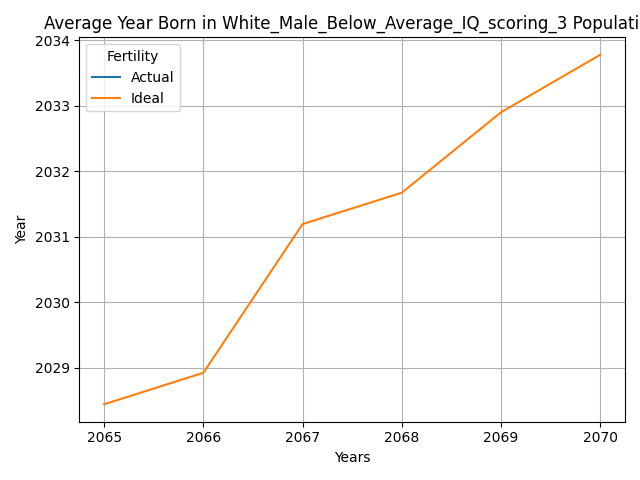 Average Year Born in White_Male_Below_Average_IQ_scoring_3 Populati
2034
2033
2032
2031
2030
2029
Year
Fertility
Actual
Ideal
2065 2066 2067 2068 2069 2070
Years